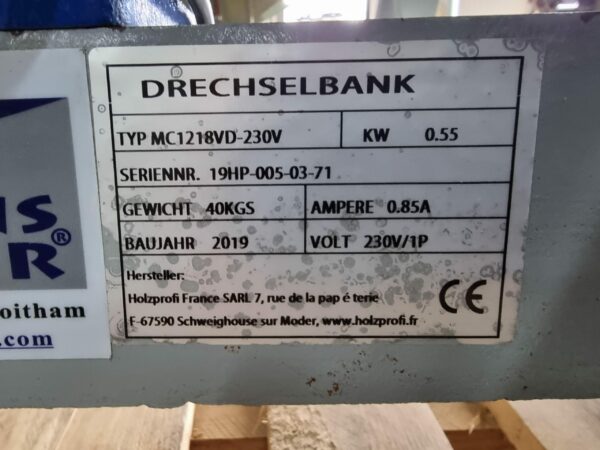 DRECHSELBANK
TYP MC1218VD-230V KW 0.55
SERIENNR. 19HP-005-03-71
GEWICHT 40KGS AMPERE 0.85A
BAUJAHR 2019 VOLT 230V/1P
Hersteller:
Holzprofi France SARL 7, rue de la pap é terie
F-67590 Schweighouse sur Moder, www.holzprofi.fr
CE
NS
ER®
oitham
.com